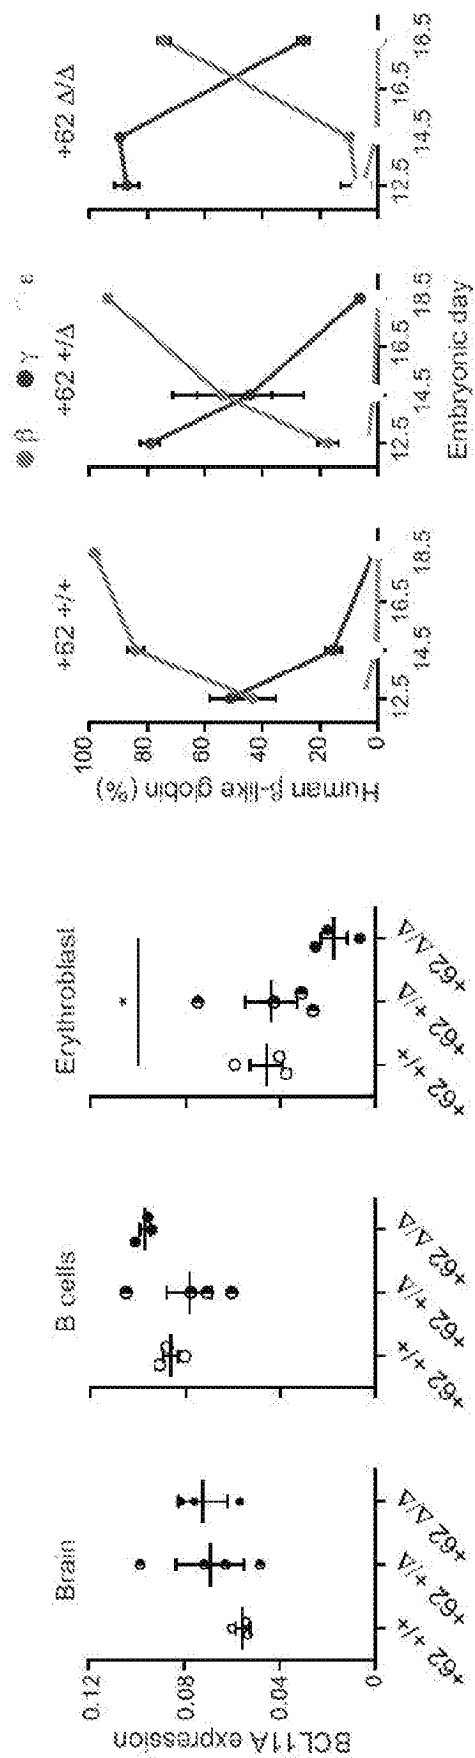 Brain
B cells
Erythroblast
*
BCL11A expression
0.12
0.08
0.04
0
+62 +/+
+62 +/Δ
+62 Δ/Δ
+62 +/+
+62 +/Δ
+62 Δ/Δ
+62 +/+
+62 +/Δ
+62 Δ/Δ
β
γ
ε
+62 +/+
+62 +/Δ
+62 Δ/Δ
Human β-like globin (%)
100
80
60
40
20
0
12.5
14.5
16.5
18.5
12.5
14.5
16.5
18.5
12.5
14.5
16.5
18.5
Embryonic day